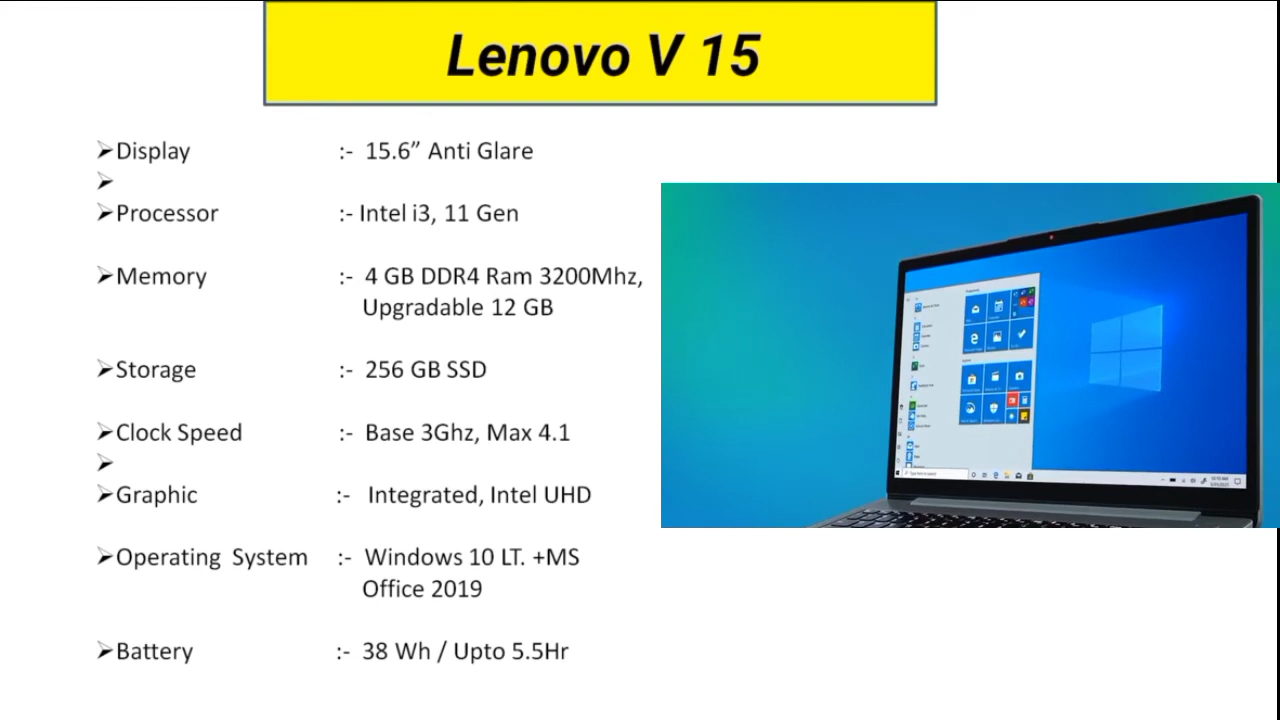 Lenovo V 15
➢Display :- 15.6” Anti Glare
➢
➢Processor :- Intel i3, 11 Gen
➢Memory :- 4 GB DDR4 Ram 3200Mhz,
Upgradable 12 GB
➢Storage :- 256 GB SSD
➢Clock Speed :- Base 3Ghz, Max 4.1
➢
➢Graphic :- Integrated, Intel UHD
➢Operating System :- Windows 10 LT. +MS
Office 2019
➢Battery :- 38 Wh / Upto 5.5Hr